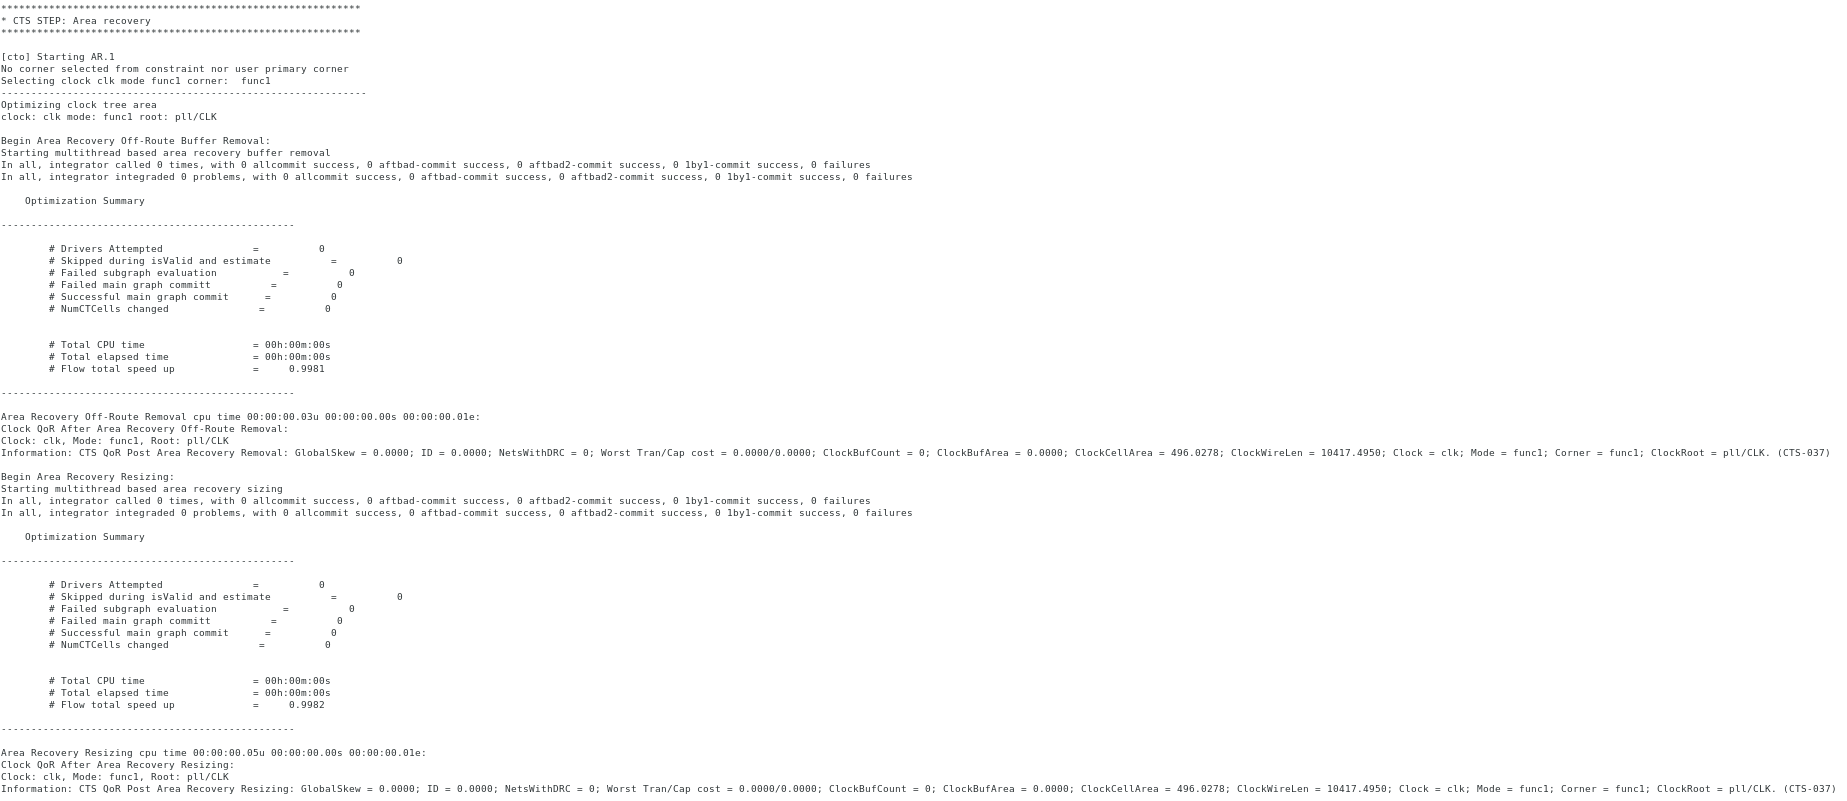 ************************************************************
* CTS STEP: Area recovery
************************************************************
[cto] Starting AR.1
No corner selected from constraint nor user primary corner
Selecting clock clk mode func1 corner:  func1
-------------------------------------------------------------
Optimizing clock tree area
clock: clk mode: func1 root: pll/CLK
Begin Area Recovery Off-Route Buffer Removal:
Starting multithread based area recovery buffer removal
In all, integrator called 0 times, with 0 allcommit success, 0 aftbad-commit success, 0 aftbad2-commit success, 0 1by1-commit success, 0 failures
In all, integrator integraded 0 problems, with 0 allcommit success, 0 aftbad-commit success, 0 aftbad2-commit success, 0 1by1-commit success, 0 failures
    Optimization Summary
-------------------------------------------------
        # Drivers Attempted               =          0
        # Skipped during isValid and estimate          =          0
        # Failed subgraph evaluation           =          0
        # Failed main graph committ          =          0
        # Successful main graph commit      =          0
        # NumCTCells changed               =          0
        # Total CPU time                  = 00h:00m:00s
        # Total elapsed time              = 00h:00m:00s
        # Flow total speed up             =     0.9981
-------------------------------------------------
Area Recovery Off-Route Removal cpu time 00:00:00.03u 00:00:00.00s 00:00:00.01e:
Clock QoR After Area Recovery Off-Route Removal:
Clock: clk, Mode: func1, Root: pll/CLK
Information: CTS QoR Post Area Recovery Removal: GlobalSkew = 0.0000; ID = 0.0000; NetsWithDRC = 0; Worst Tran/Cap cost = 0.0000/0.0000; ClockBufCount = 0; ClockBufArea = 0.0000; ClockCellArea = 496.0278; ClockWireLen = 10417.4950; Clock = clk; Mode = func1; Corner = func1; ClockRoot = pll/CLK. (CTS-037)
Begin Area Recovery Resizing:
Starting multithread based area recovery sizing
In all, integrator called 0 times, with 0 allcommit success, 0 aftbad-commit success, 0 aftbad2-commit success, 0 1by1-commit success, 0 failures
In all, integrator integraded 0 problems, with 0 allcommit success, 0 aftbad-commit success, 0 aftbad2-commit success, 0 1by1-commit success, 0 failures
    Optimization Summary
-------------------------------------------------
        # Drivers Attempted               =          0
        # Skipped during isValid and estimate          =          0
        # Failed subgraph evaluation           =          0
        # Failed main graph committ          =          0
        # Successful main graph commit      =          0
        # NumCTCells changed               =          0
        # Total CPU time                  = 00h:00m:00s
        # Total elapsed time              = 00h:00m:00s
        # Flow total speed up             =     0.9982
-------------------------------------------------
Area Recovery Resizing cpu time 00:00:00.05u 00:00:00.00s 00:00:00.01e:
Clock QoR After Area Recovery Resizing:
Clock: clk, Mode: func1, Root: pll/CLK
Information: CTS QoR Post Area Recovery Resizing: GlobalSkew = 0.0000; ID = 0.0000; NetsWithDRC = 0; Worst Tran/Cap cost = 0.0000/0.0000; ClockBufCount = 0; ClockBufArea = 0.0000; ClockCellArea = 496.0278; ClockWireLen = 10417.4950; Clock = clk; Mode = func1; Corner = func1; ClockRoot = pll/CLK. (CTS-037)